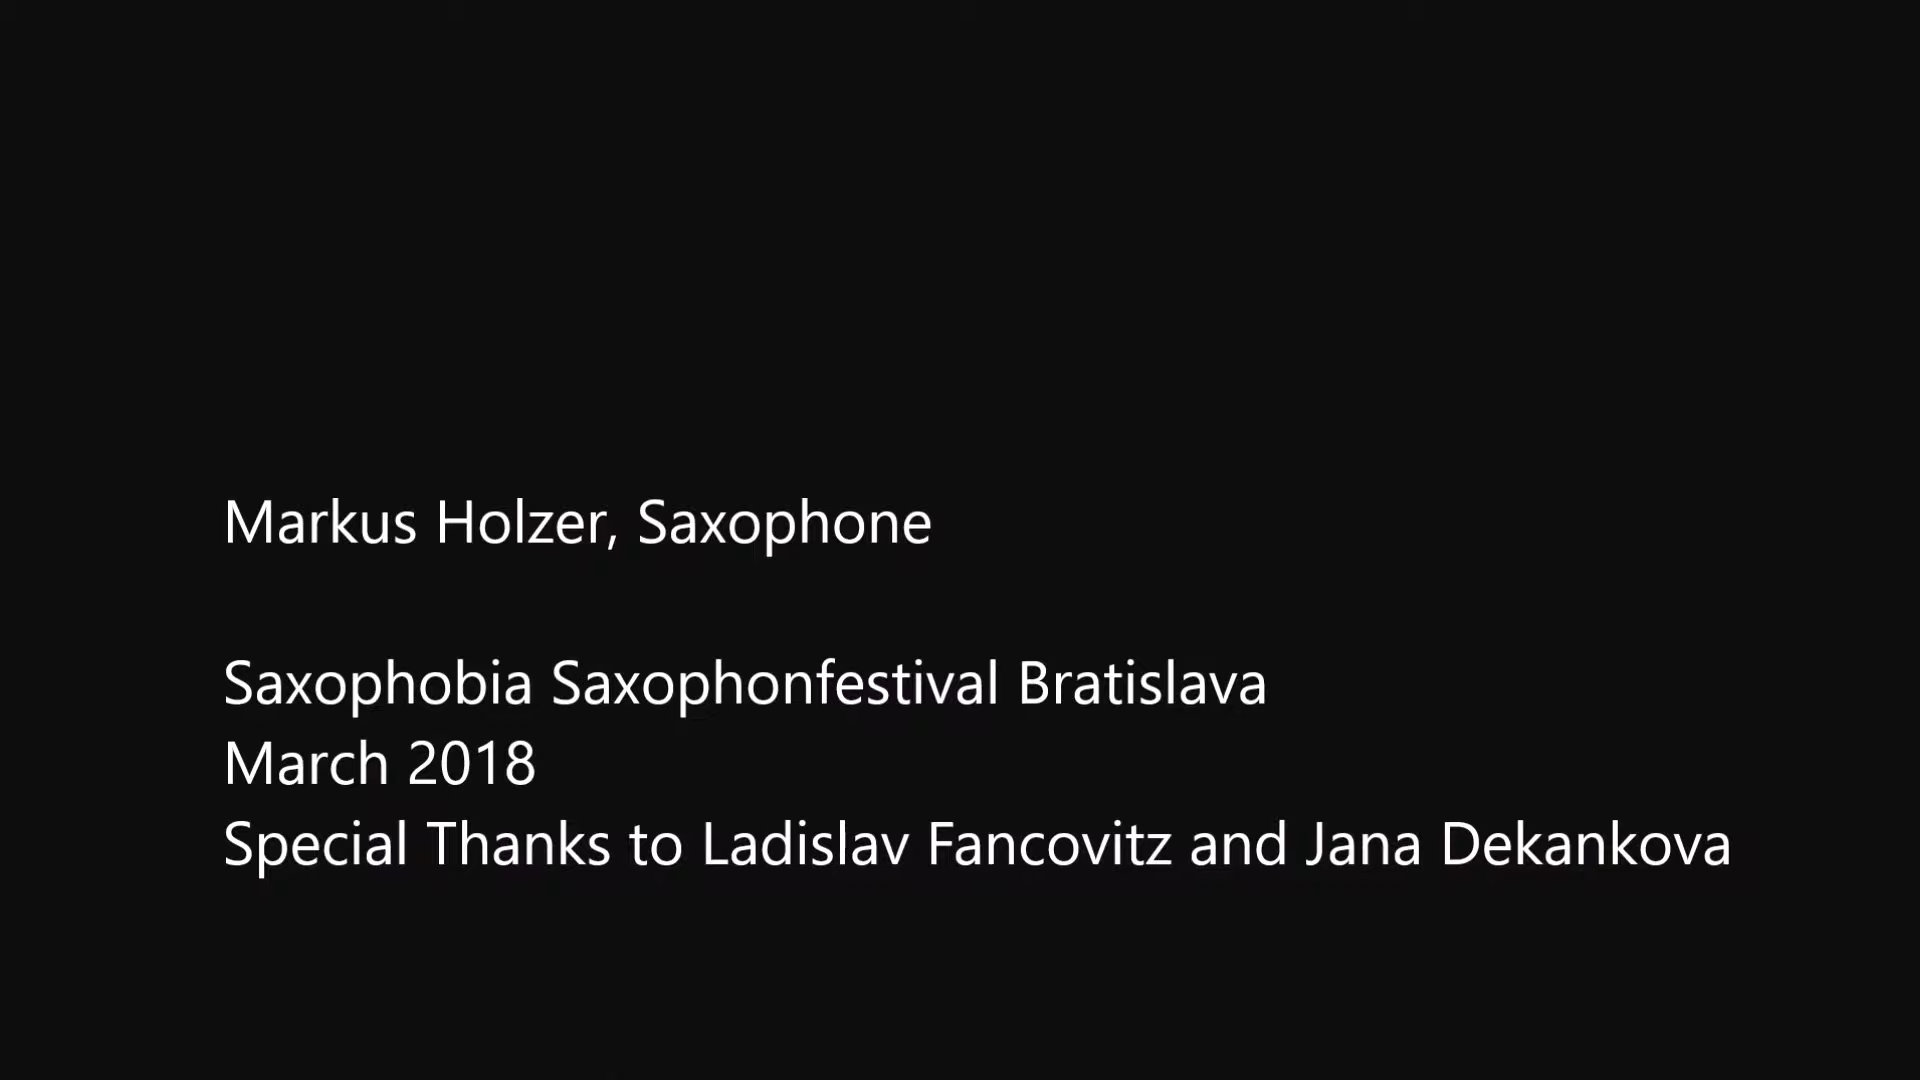 Markus Holzer, Saxophone
Saxophobia Saxophonfestival Bratislava
March 2018
Special Thanks to Ladislav Fancovitz and Jana Dekankova